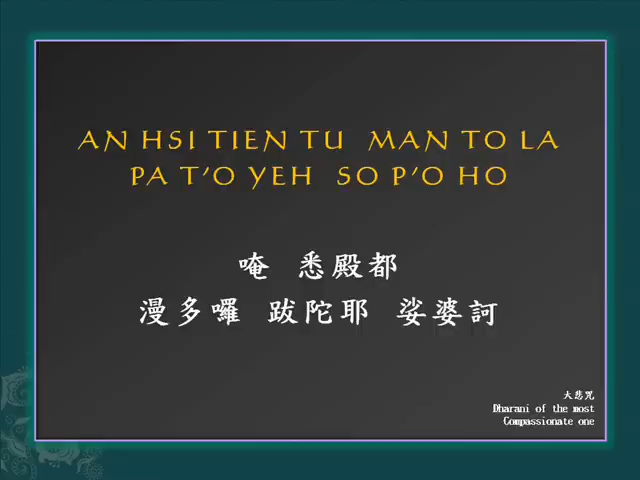 AN HSI TIEN TU MAN TO LA
PA T'O YEH SO P'O HO
唵 悉殿都
漫多囉 跋陀耶 娑婆訶
大悲咒
Dharani of the most
Compassionate one